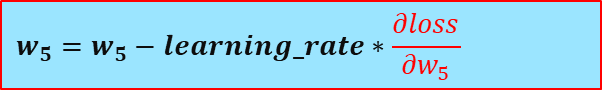 w₅ = w₅ − learning_rate * ∂loss/∂w₅